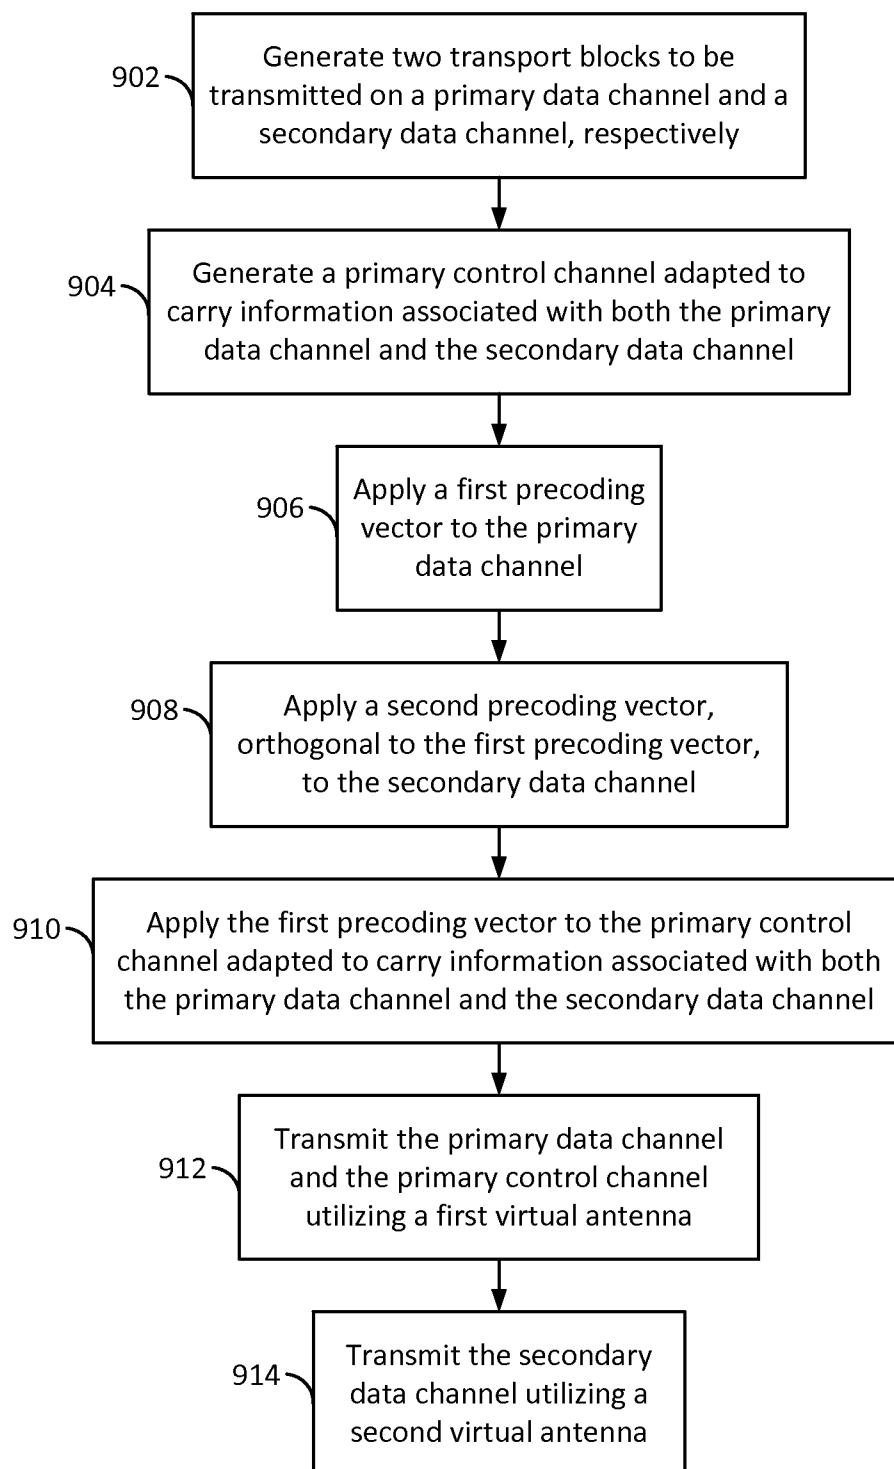 902
Generate two transport blocks to be
transmitted on a primary data channel and a
secondary data channel, respectively
904
Generate a primary control channel adapted to
carry information associated with both the primary
data channel and the secondary data channel
906
Apply a first precoding
vector to the primary
data channel
908
Apply a second precoding vector,
orthogonal to the first precoding vector,
to the secondary data channel
910
Apply the first precoding vector to the primary control
channel adapted to carry information associated with both
the primary data channel and the secondary data channel
912
Transmit the primary data channel
and the primary control channel
utilizing a first virtual antenna
914
Transmit the secondary
data channel utilizing a
second virtual antenna